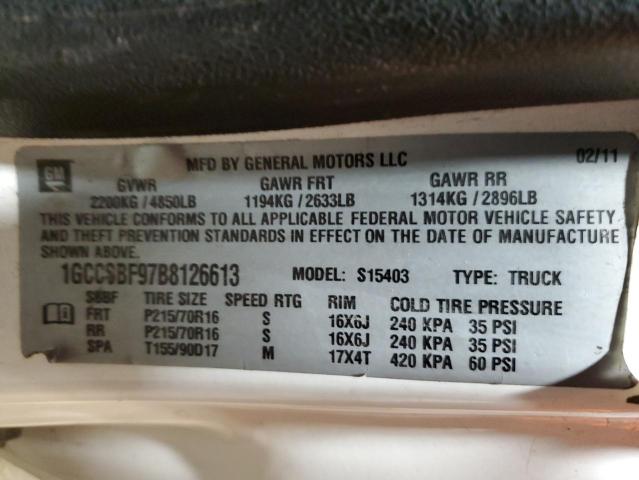 GM
MFD BY GENERAL MOTORS LLC 02/11
GVWR GAWR FRT GAWR RR
2200KG / 4850LB 1194KG / 2633LB 1314KG / 2896LB
THIS VEHICLE CONFORMS TO ALL APPLICABLE FEDERAL MOTOR VEHICLE SAFETY
AND THEFT PREVENTION STANDARDS IN EFFECT ON THE DATE OF MANUFACTURE
SHOWN ABOVE.
1GCCSBF97B8126613 MODEL: S15403 TYPE: TRUCK
SBBF TIRE SIZE SPEED RTG RIM COLD TIRE PRESSURE
FRT P215/70R16 S 16X6J 240 KPA 35 PSI
RR P215/70R16 S 16X6J 240 KPA 35 PSI
SPA T155/90D17 M 17X4T 420 KPA 60 PSI